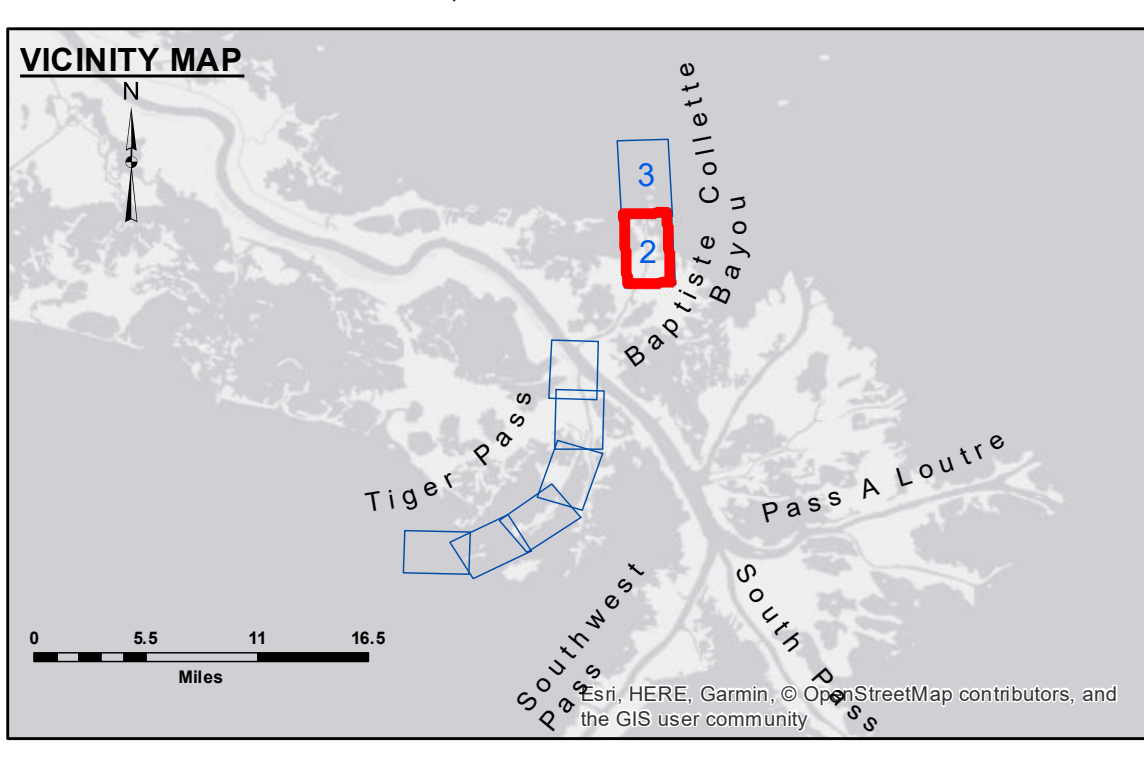 VICINITY MAP
N
3
2
Baptiste Collette
Bayou
Tiger Pass
Pass A Loutre
South Pass
Southwest
Pass
0 5.5 11 16.5
Miles
Esri, HERE, Garmin, © OpenStreetMap contributors, and
the GIS user community